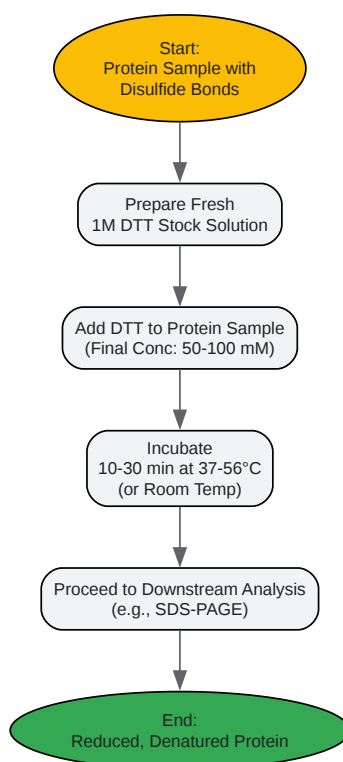 Start:
Protein Sample with
Disulfide Bonds
Prepare Fresh
1M DTT Stock Solution
Add DTT to Protein Sample
(Final Conc: 50-100 mM)
Incubate
10-30 min at 37-56°C
(or Room Temp)
Proceed to Downstream Analysis
(e.g., SDS-PAGE)
End:
Reduced, Denatured Protein